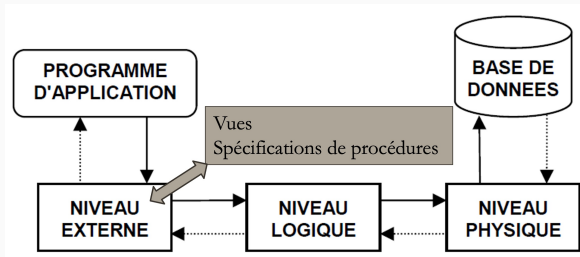 PROGRAMME
D'APPLICATION
BASE DE
DONNEES
Vues
Spécifications de procédures
NIVEAU
EXTERNE
NIVEAU
LOGIQUE
NIVEAU
PHYSIQUE